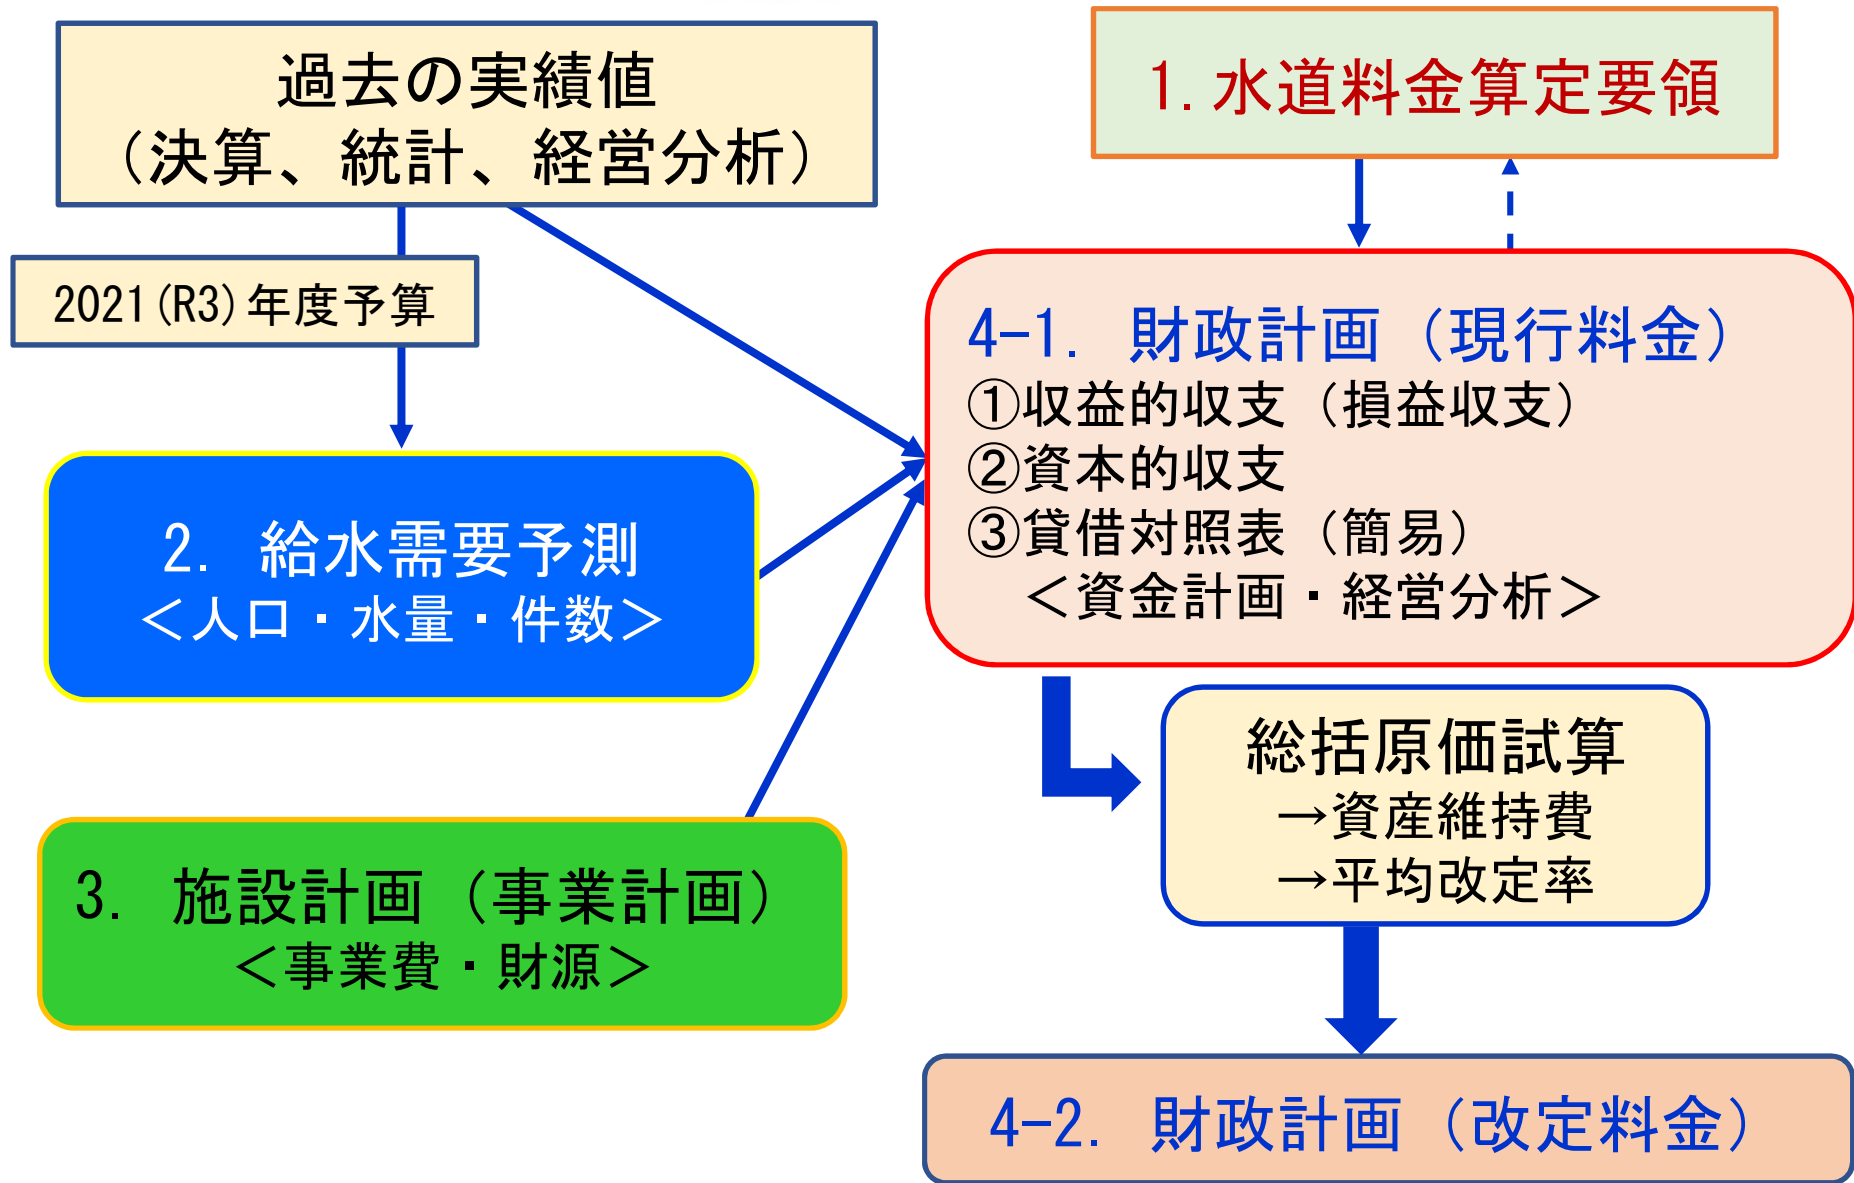 過去の実績値
（決算、統計、経営分析）
2021(R3)年度予算
2. 給水需要予測
＜人口・水量・件数＞
3. 施設計画（事業計画）
＜事業費・財源＞
1.水道料金算定要領
4-1. 財政計画（現行料金）
①収益的収支（損益収支）
②資本的収支
③貸借対照表（簡易）
＜資金計画・経営分析＞
総括原価試算
→資産維持費
→平均改定率
4-2. 財政計画（改定料金）